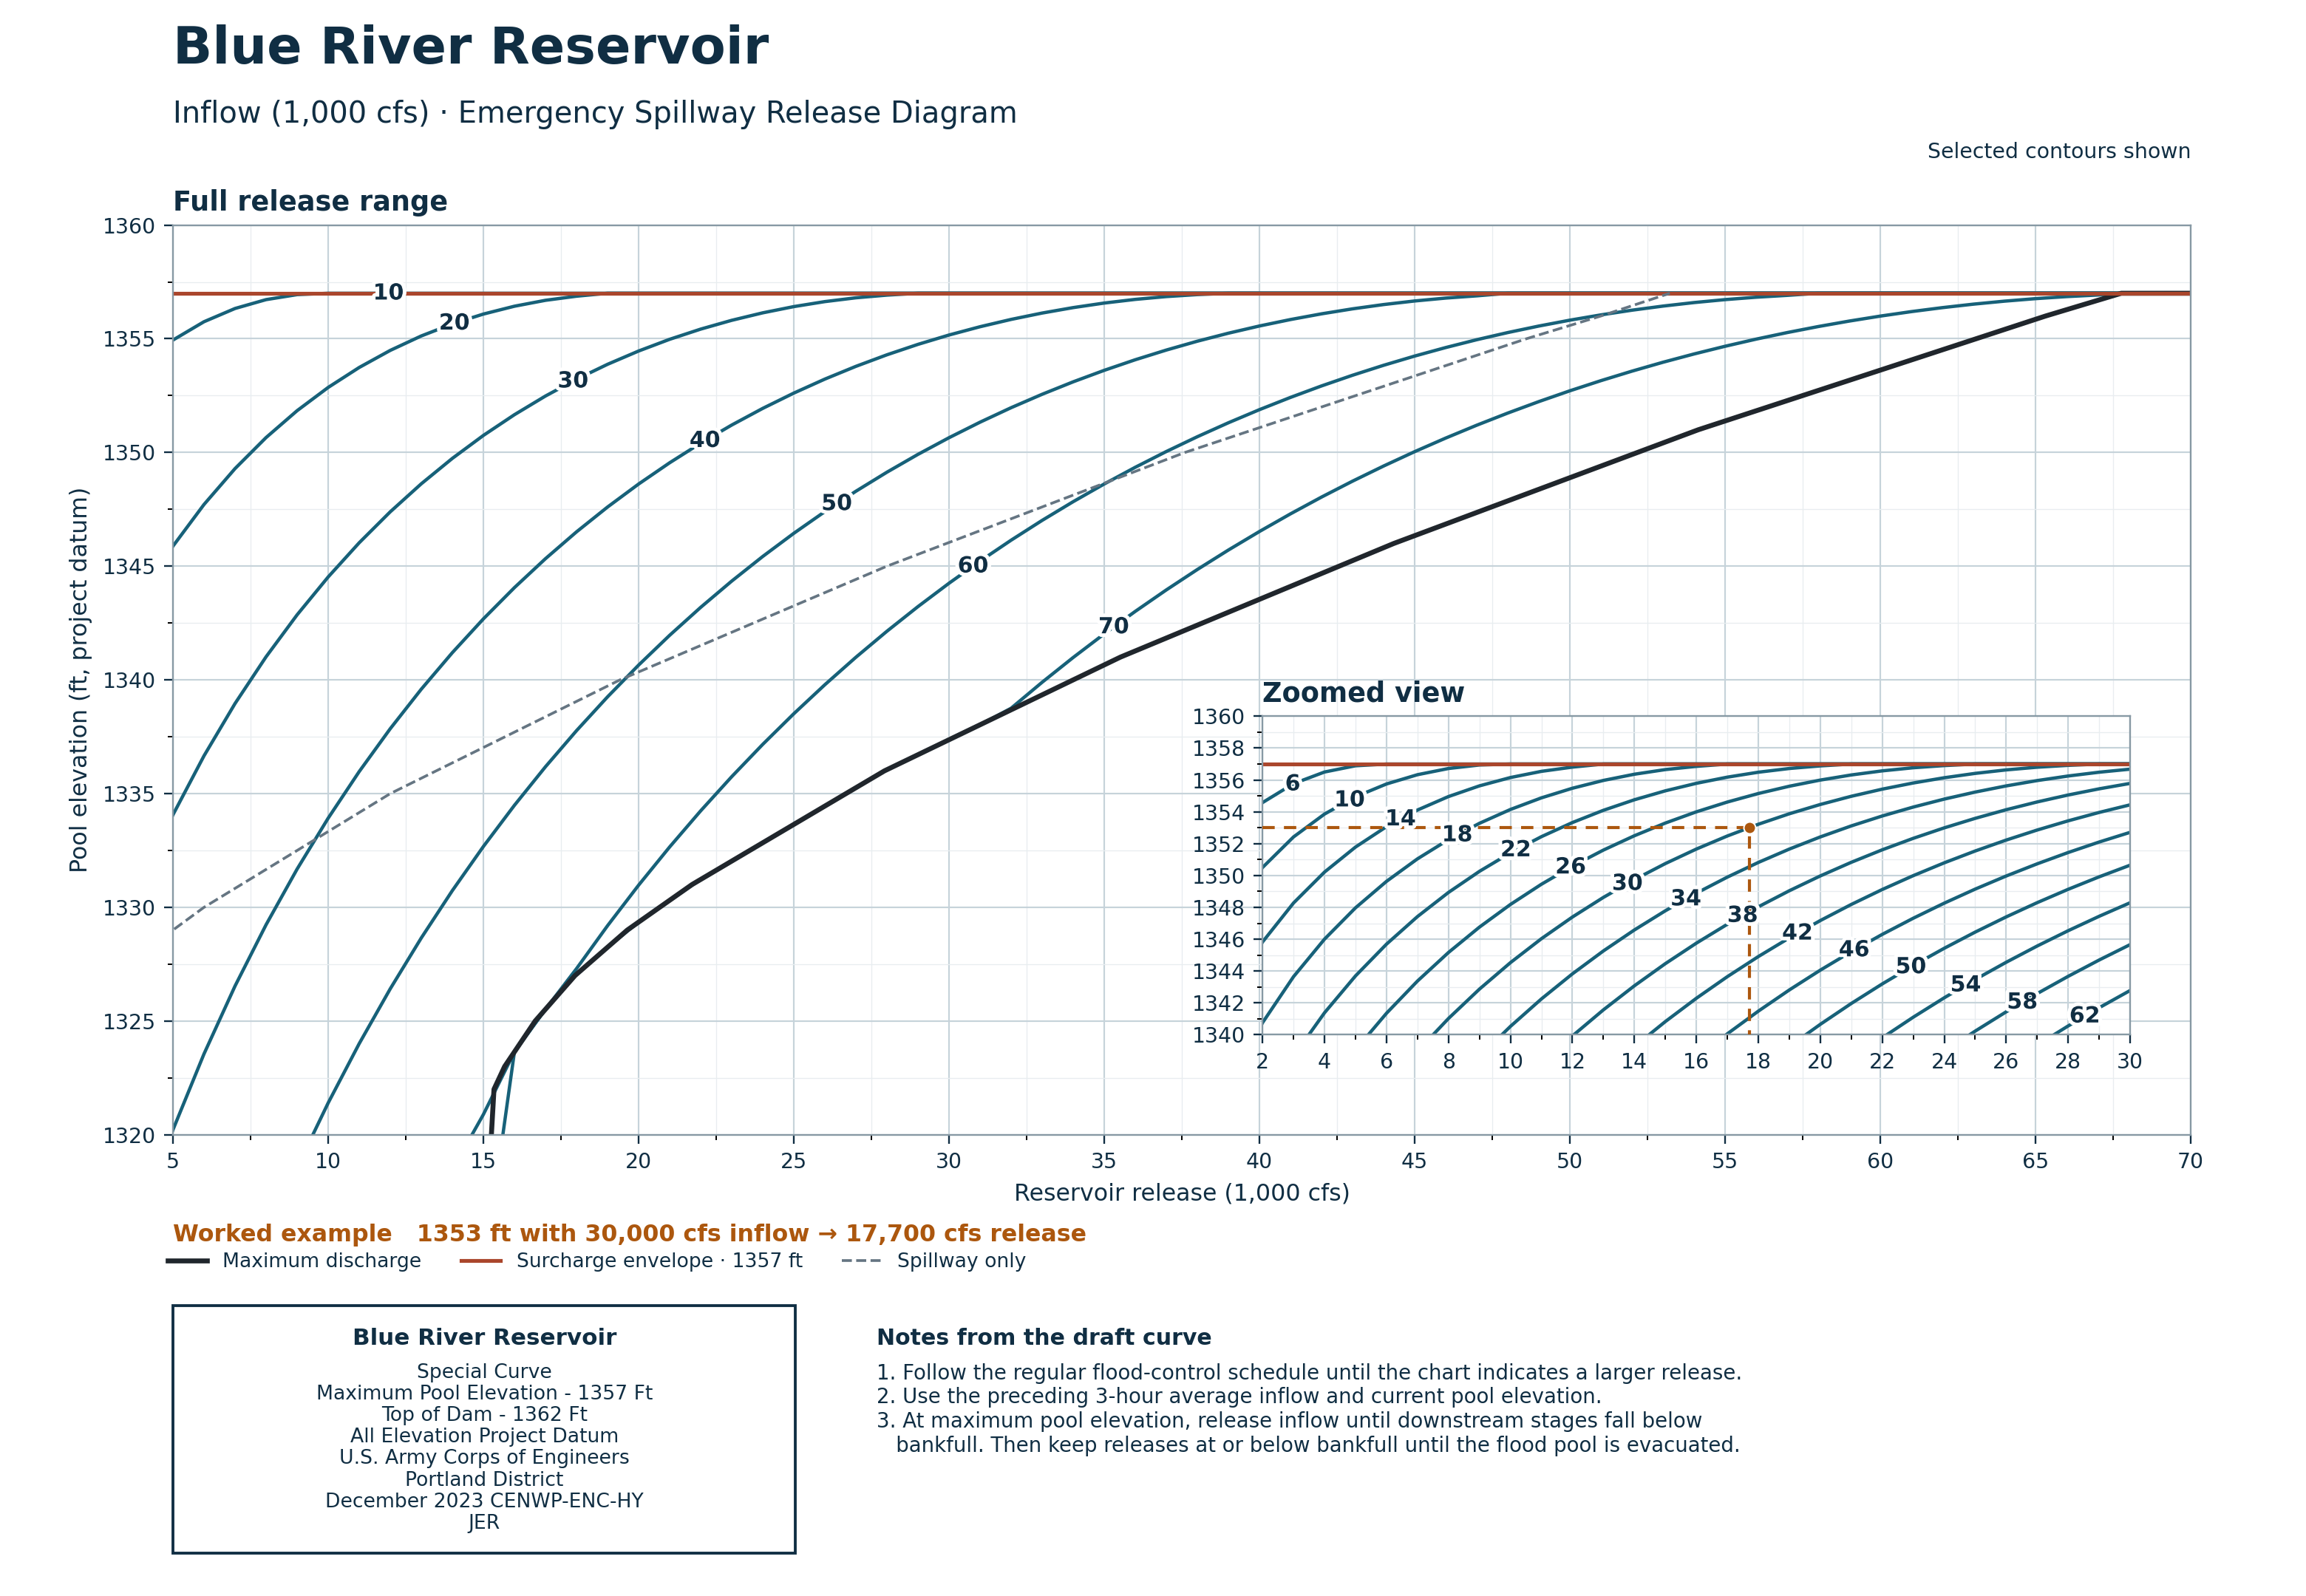 Blue River Reservoir
Inflow (1,000 cfs) · Emergency Spillway Release Diagram
Selected contours shown
Full release range
Pool elevation (ft, project datum)
1360
1355
1350
1345
1340
1335
1330
1325
1320
10
20
30
40
50
60
70
5 10 15 20 25 30 35 40 45 50 55 60 65 70
Reservoir release (1,000 cfs)
Zoomed view
1360
1358
1356
1354
1352
1350
1348
1346
1344
1342
1340
6
10
14
18
22
26
30
34
38
42
46
50
54
58
62
2 4 6 8 10 12 14 16 18 20 22 24 26 28 30
Worked example 1353 ft with 30,000 cfs inflow → 17,700 cfs release
Maximum discharge Surcharge envelope · 1357 ft Spillway only
Blue River Reservoir
Special Curve
Maximum Pool Elevation - 1357 Ft
Top of Dam - 1362 Ft
All Elevation Project Datum
U.S. Army Corps of Engineers
Portland District
December 2023 CENWP-ENC-HY
JER
Notes from the draft curve
1. Follow the regular flood-control schedule until the chart indicates a larger release.
2. Use the preceding 3-hour average inflow and current pool elevation.
3. At maximum pool elevation, release inflow until downstream stages fall below
bankfull. Then keep releases at or below bankfull until the flood pool is evacuated.